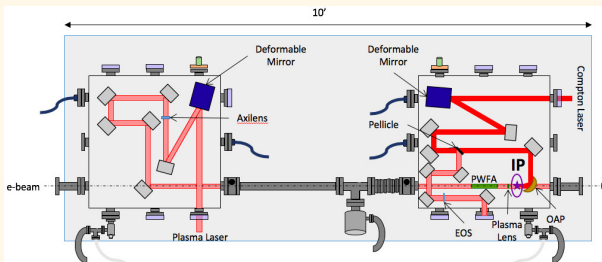 10’
Deformable
Mirror
Deformable
Mirror
Compton Laser
Axilens
Pellicle
IP
PWFA
e-beam
Plasma Laser
EOS
Plasma
Lens
OAP